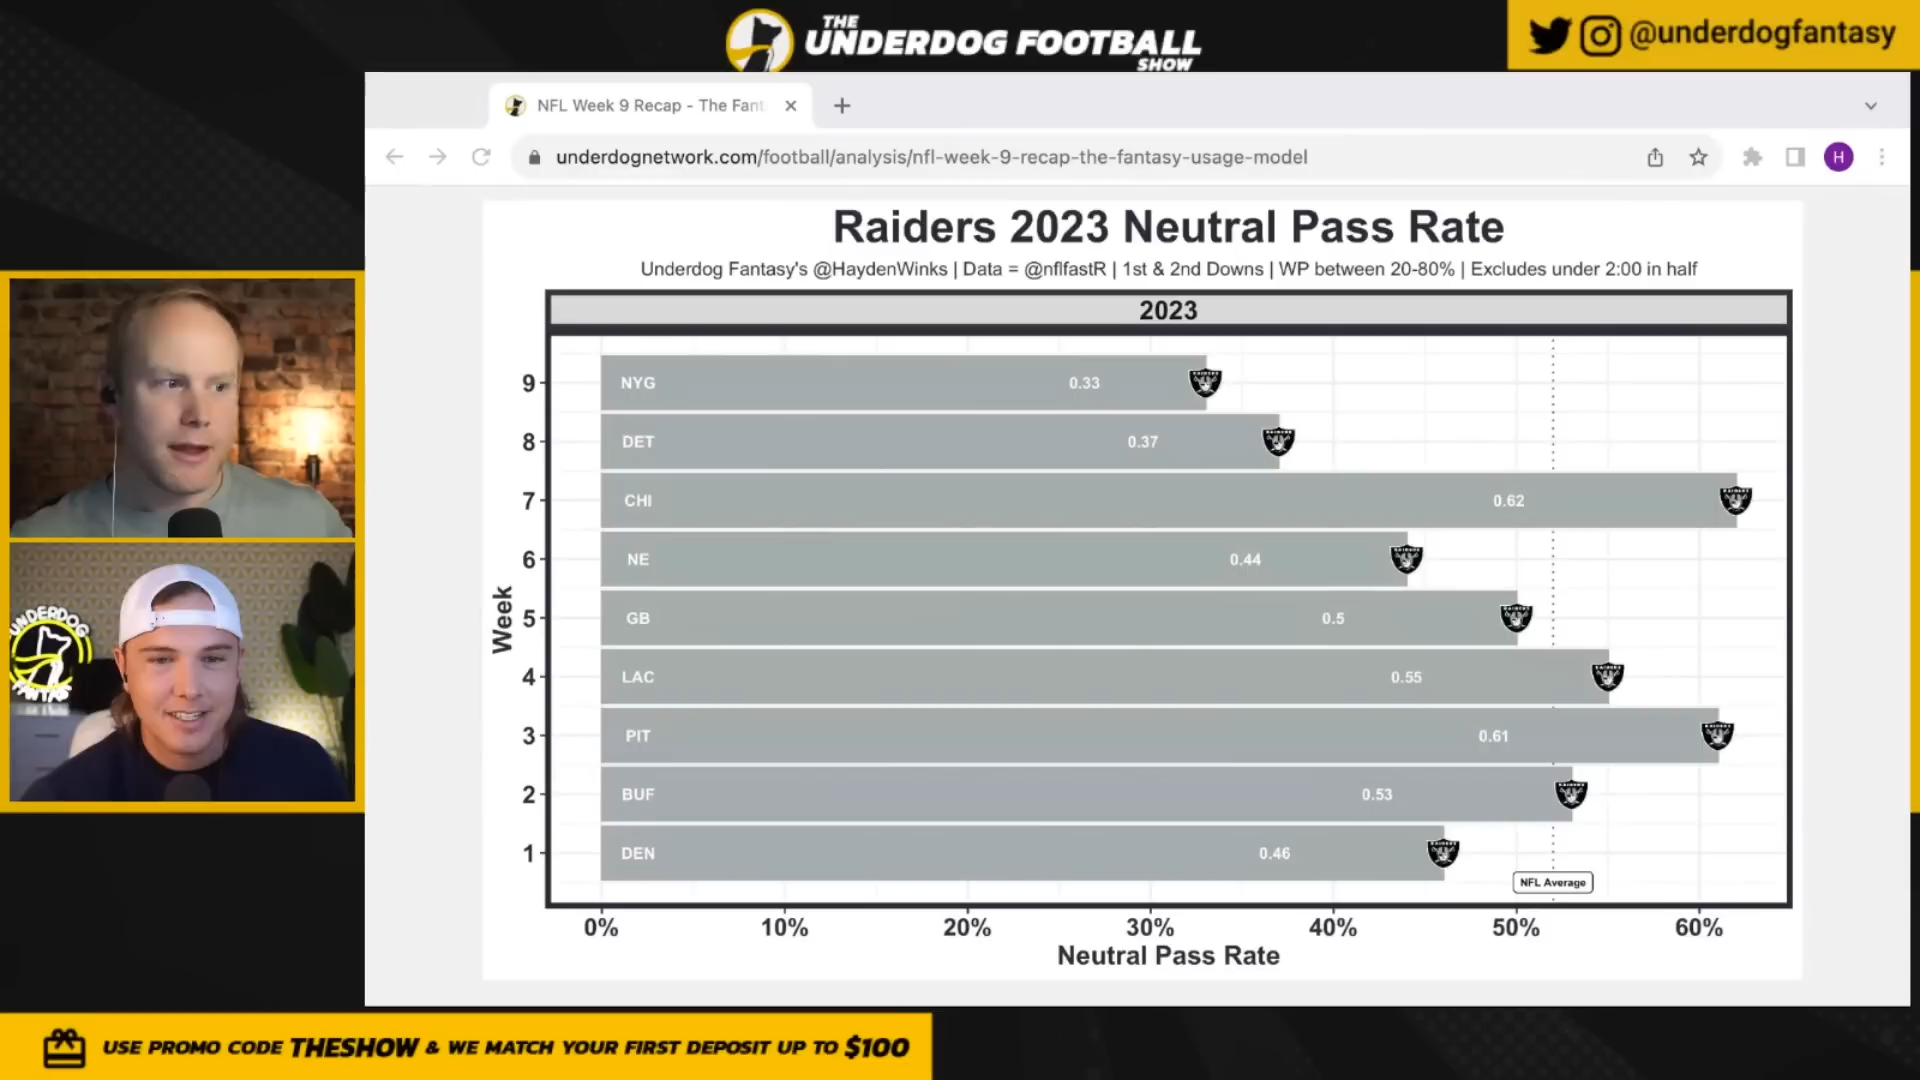 THE
UNDERDOG FOOTBALL
SHOW
@underdogfantasy
NFL Week 9 Recap - The Fant
underdognetwork.com/football/analysis/nfl-week-9-recap-the-fantasy-usage-model
H
Raiders 2023 Neutral Pass Rate
Underdog Fantasy's @HaydenWinks | Data = @nflfastR | 1st & 2nd Downs | WP between 20-80% | Excludes under 2:00 in half
2023
9 NYG 0.33
8 DET 0.37
7 CHI 0.62
6 NE 0.44
5 GB 0.5
4 LAC 0.55
3 PIT 0.61
2 BUF 0.53
1 DEN 0.46
Week
NFL Average
0% 10% 20% 30% 40% 50% 60%
Neutral Pass Rate
UNDERDOG
FANTASY
USE PROMO CODE THESHOW & WE MATCH YOUR FIRST DEPOSIT UP TO $100